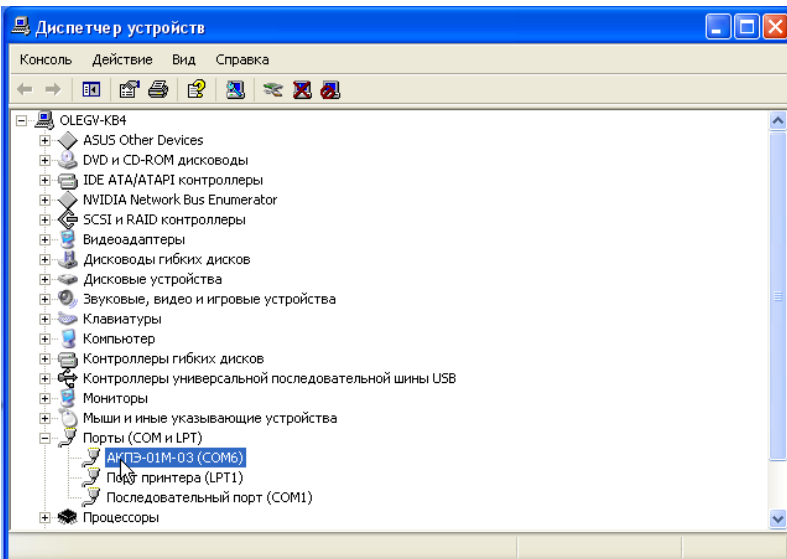 Диспетчер устройств
Консоль Действие Вид Справка
OLEGV-KB4
ASUS Other Devices
DVD и CD-ROM дисководы
IDE ATA/ATAPI контроллеры
NVIDIA Network Bus Enumerator
SCSI и RAID контроллеры
Видеоадаптеры
Дисководы гибких дисков
Дисковые устройства
Звуковые, видео и игровые устройства
Клавиатуры
Компьютер
Контроллеры гибких дисков
Контроллеры универсальной последовательной шины USB
Мониторы
Мыши и иные указывающие устройства
Порты (COM и LPT)
АКПЭ-01М-03 (COM6)
Порт принтера (LPT1)
Последовательный порт (COM1)
Процессоры